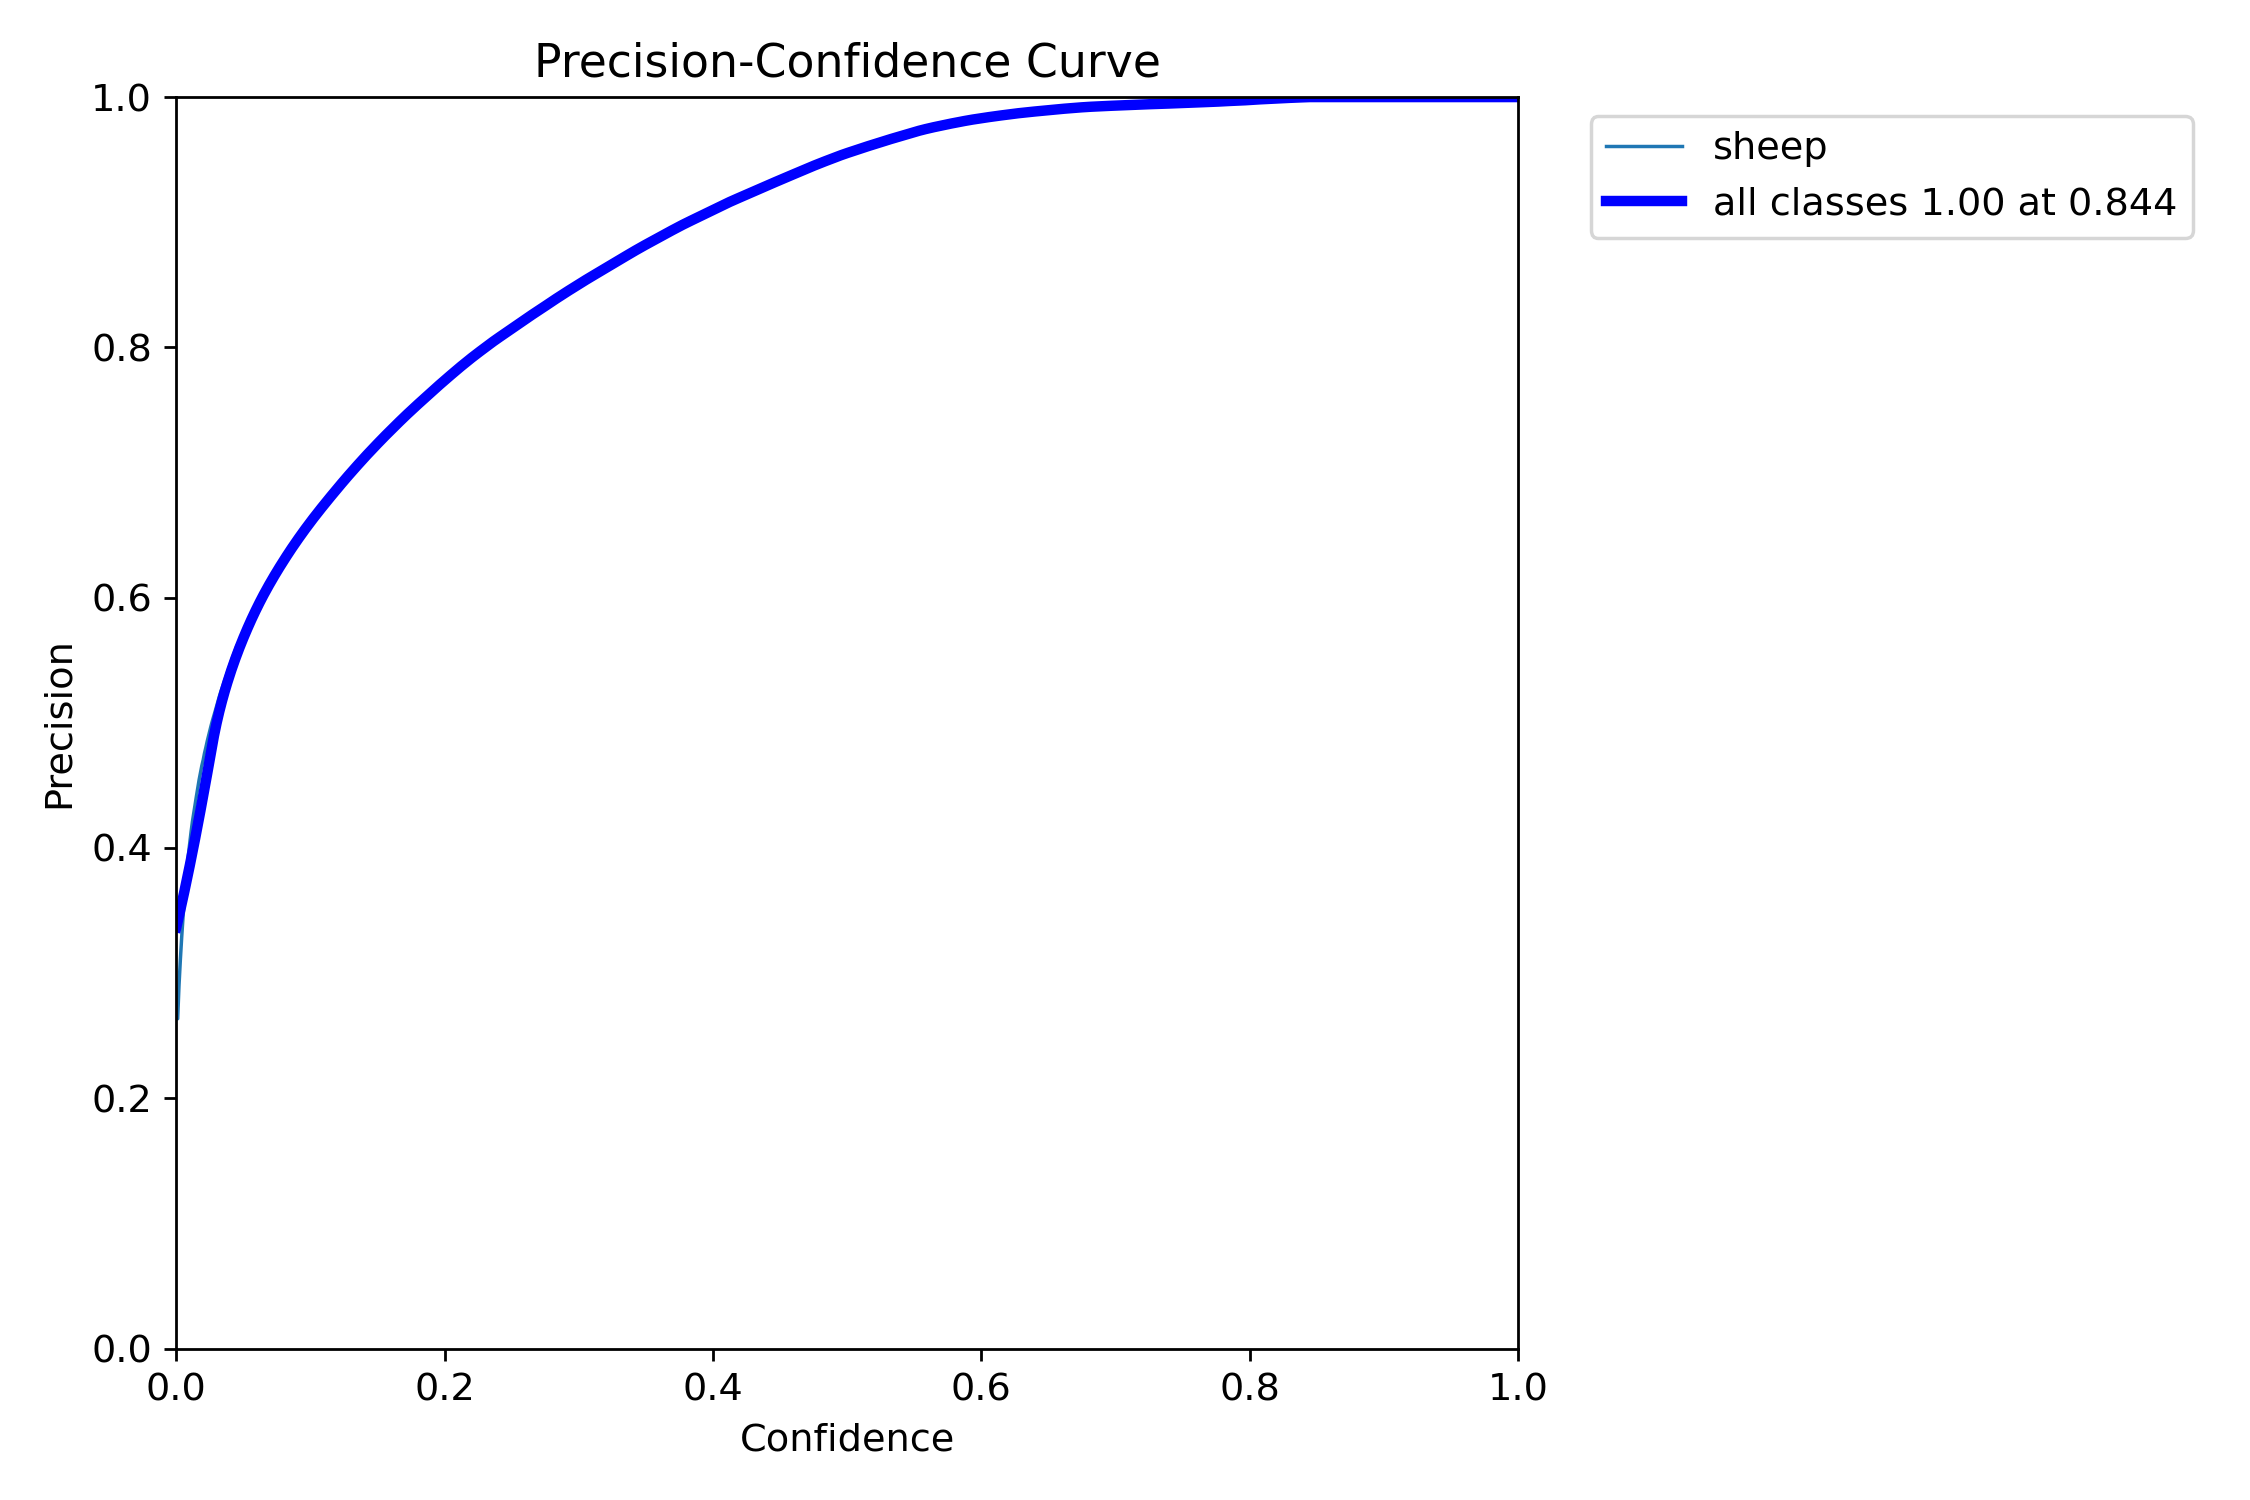 Precision-Confidence Curve
1.0
0.8
0.6
0.4
0.2
0.0
Precision
0.0 0.2 0.4 0.6 0.8 1.0
Confidence
sheep
all classes 1.00 at 0.844